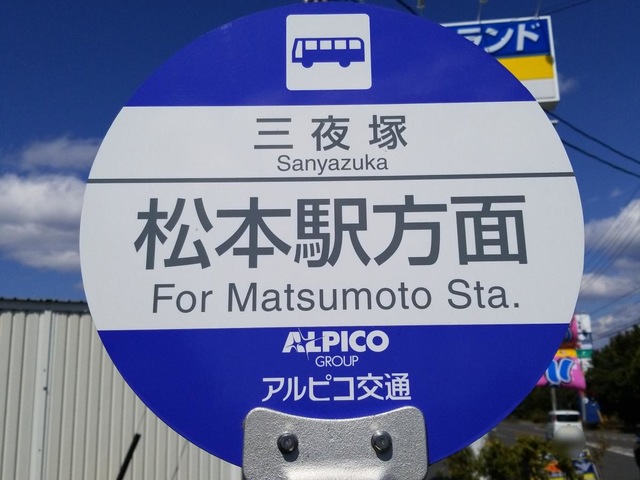 ランド
三夜塚
Sanyazuka
松本駅方面
For Matsumoto Sta.
ALPICO
GROUP
アルピコ交通